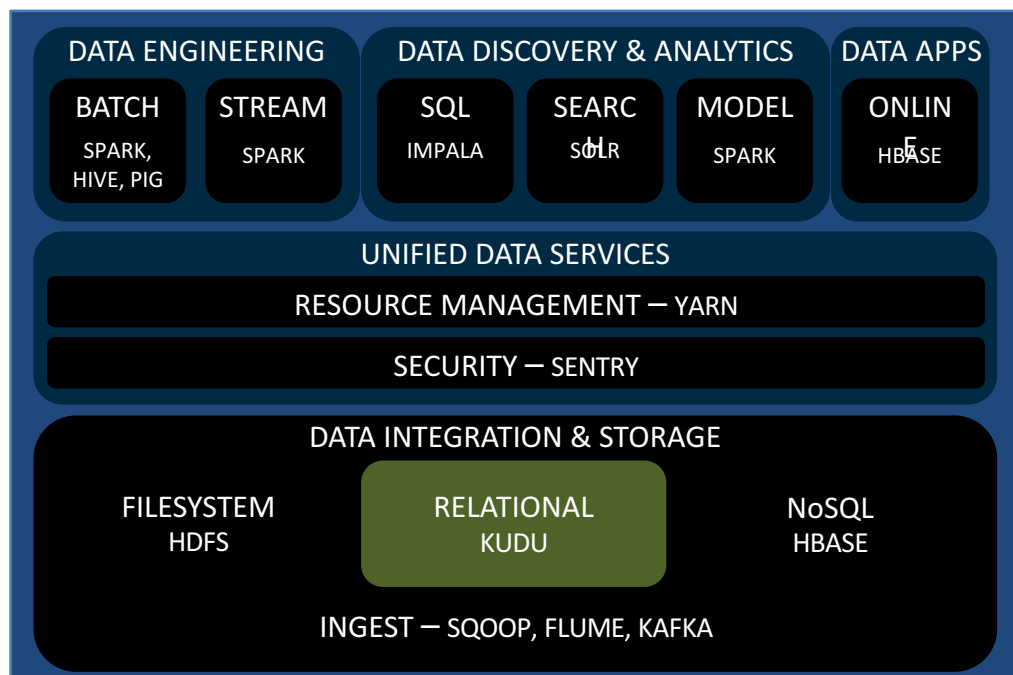 DATA ENGINEERING
BATCH
SPARK,
HIVE, PIG
STREAM
SPARK
DATA DISCOVERY & ANALYTICS
SQL
IMPALA
SEARC
H
SOLR
MODEL
SPARK
DATA APPS
ONLIN
E
HBASE
UNIFIED DATA SERVICES
RESOURCE MANAGEMENT – YARN
SECURITY – SENTRY
DATA INTEGRATION & STORAGE
FILESYSTEM
HDFS
RELATIONAL
KUDU
NoSQL
HBASE
INGEST – SQOOP, FLUME, KAFKA